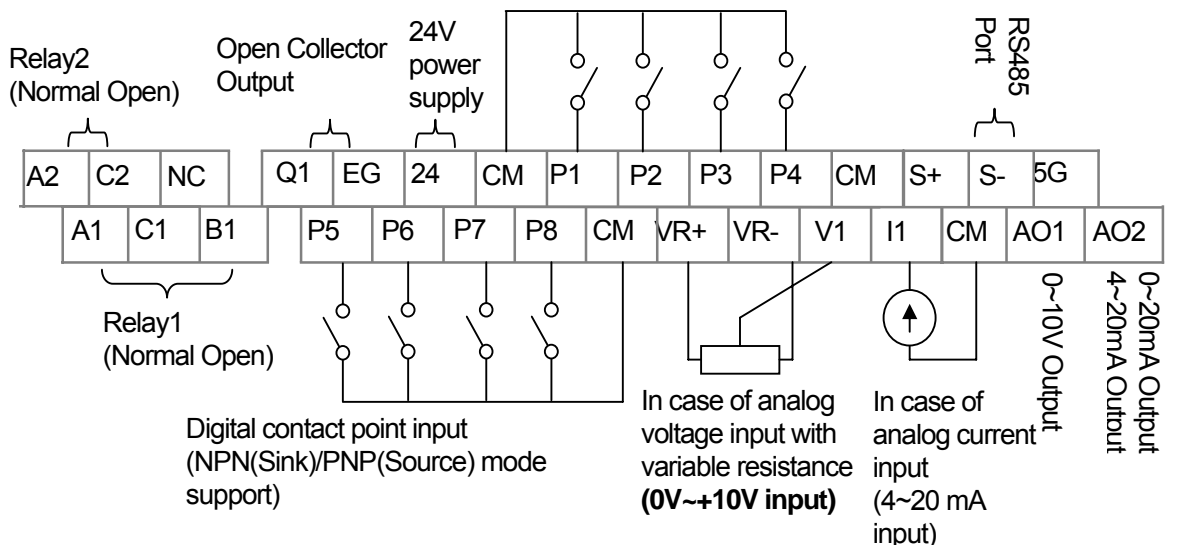 Relay2
(Normal Open)
Open Collector
Output
24V
power
supply
RS485
Port
A2 C2 NC Q1 EG 24 CM P1 P2 P3 P4 CM S+ S- 5G
A1 C1 B1 P5 P6 P7 P8 CM VR+ VR- V1 I1 CM AO1 AO2
Relay1
(Normal Open)
Digital contact point input
(NPN(Sink)/PNP(Source) mode
support)
In case of analog
voltage input with
variable resistance
(0V~+10V input)
In case of
analog current
input
(4~20 mA
input)
0~10V Output
0~20mA Output
4~20mA Output